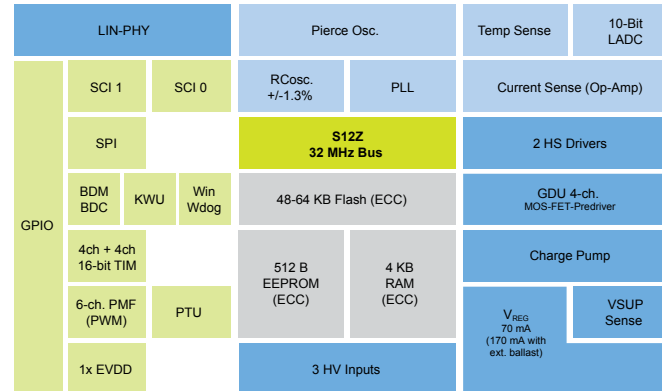 LIN-PHY
Pierce Osc.
Temp Sense
10-Bit
LADC
GPIO
SCI 1
SCI 0
RCosc.
+/-1.3%
PLL
Current Sense (Op-Amp)
SPI
S12Z
32 MHz Bus
2 HS Drivers
BDM
BDC
KWU
Win
Wdog
48-64 KB Flash (ECC)
GDU 4-ch.
MOS-FET-Predriver
4ch + 4ch
16-bit TIM
512 B
EEPROM
(ECC)
4 KB
RAM
(ECC)
Charge Pump
6-ch. PMF
(PWM)
PTU
VREG
70 mA
(170 mA with
ext. ballast)
VSUP
Sense
1x EVDD
3 HV Inputs